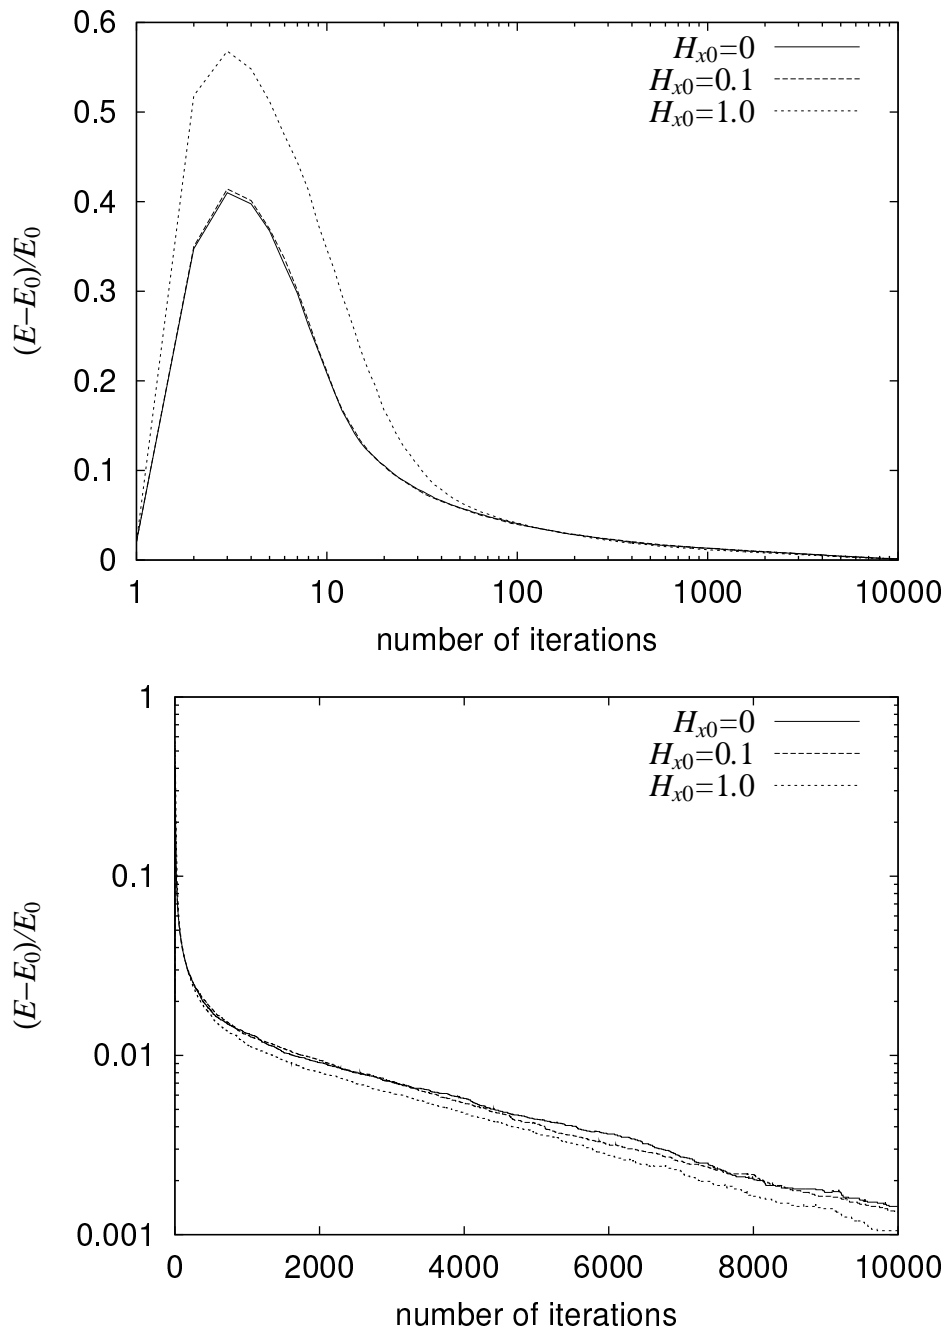 0.6
0.5
0.4
0.3
0.2
0.1
0
(E−E0)/E0
Hx0=0
Hx0=0.1
Hx0=1.0
1 10 100 1000 10000
number of iterations
1
0.1
0.01
0.001
(E−E0)/E0
Hx0=0
Hx0=0.1
Hx0=1.0
0 2000 4000 6000 8000 10000
number of iterations